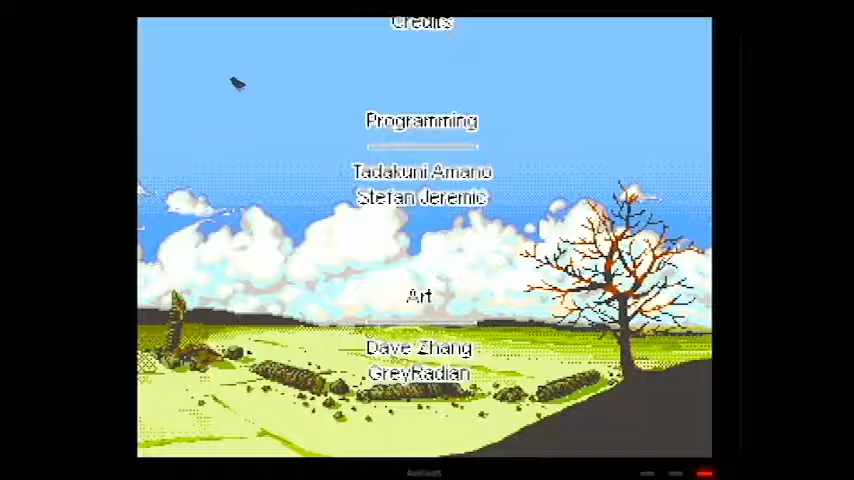 Credits
Programming
Tadakuni Amano
Stefan Jeremic
Art
Dave Zhang
GreyRadian